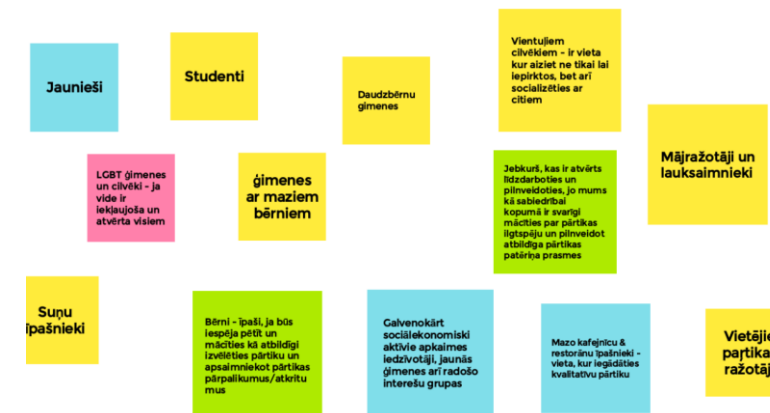 Jaunieši
Studenti
Daudzbērnu
ģimenes
Vientuļiem
cilvēkiem - ir vieta
kur aiziet ne tikai lai
iepirktos, bet arī
socializēties ar
citiem
Mājražotāji un
lauksaimnieki
LGBT ģimenes
un cilvēki - ja
vide ir
iekļaujoša un
atvērta visiem
ģimenes
ar maziem
bērniem
Jebkurš, kas ir atvērts
līdzdarboties un
pilnveidoties, jo mums
kā sabiedrībai
kopumā ir svarīgi
mācīties par pārtikas
ilgtspēju un pilnveidot
atbildīga pārtikas
patēriņa prasmes
Suņu
īpašnieki
Bērni - īpaši, ja būs
iespēja pētīt un
mācīties kā atbildīgi
izvēlēties pārtiku un
apsaimniekot pārtikas
pārpalikumus/atkritu
mus
Galvenokārt
sociālekonomiski
aktīvie apkaimes
iedzīvotāji, jaunās
ģimenes arī radošo
interešu grupas
Mazo kafejnīcu &
restorānu īpašnieki -
vieta, kur iegādāties
kvalitatīvu pārtiku
Vietējie
pārtika
ražotāj